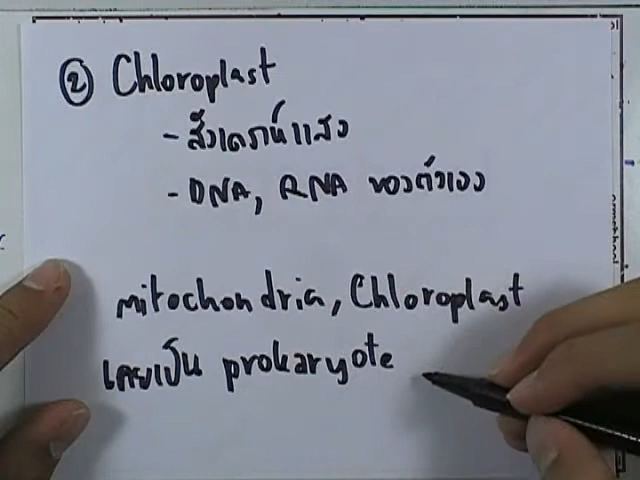 ② Chloroplast
- สังเคราะห์แสง
- DNA, RNA ของตัวเอง
mitochondria, Chloroplast
เคยเป็น prokaryote